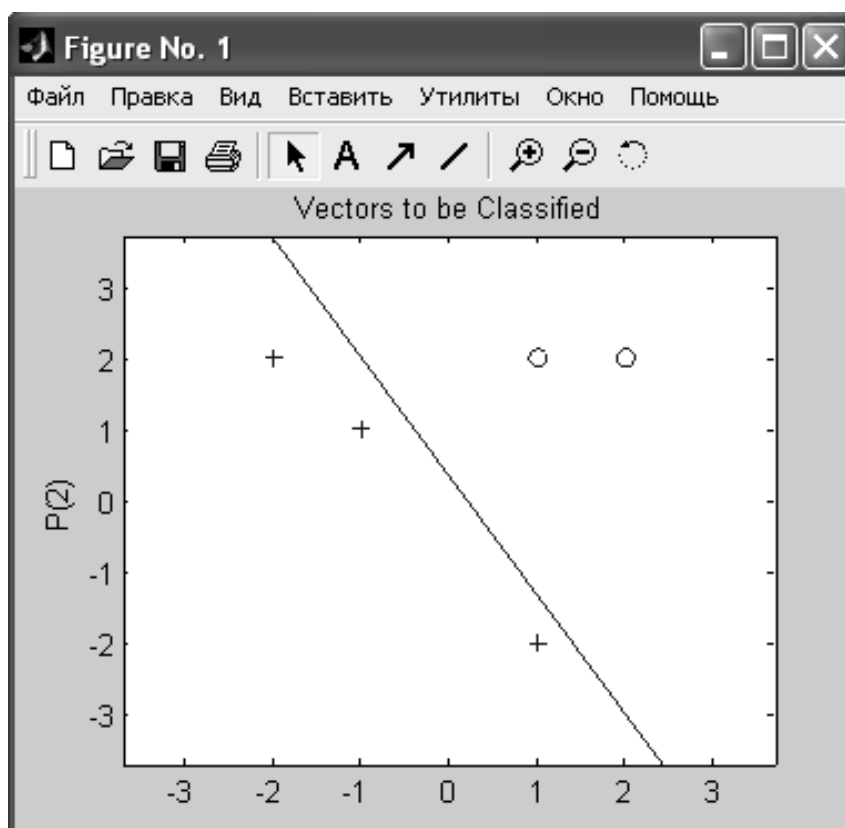 Figure No. 1
Файл Правка Вид Вставить Утилиты Окно Помощь
A
Vectors to be Classified
3
2
1
0
-1
-2
-3
P(2)
-3 -2 -1 0 1 2 3